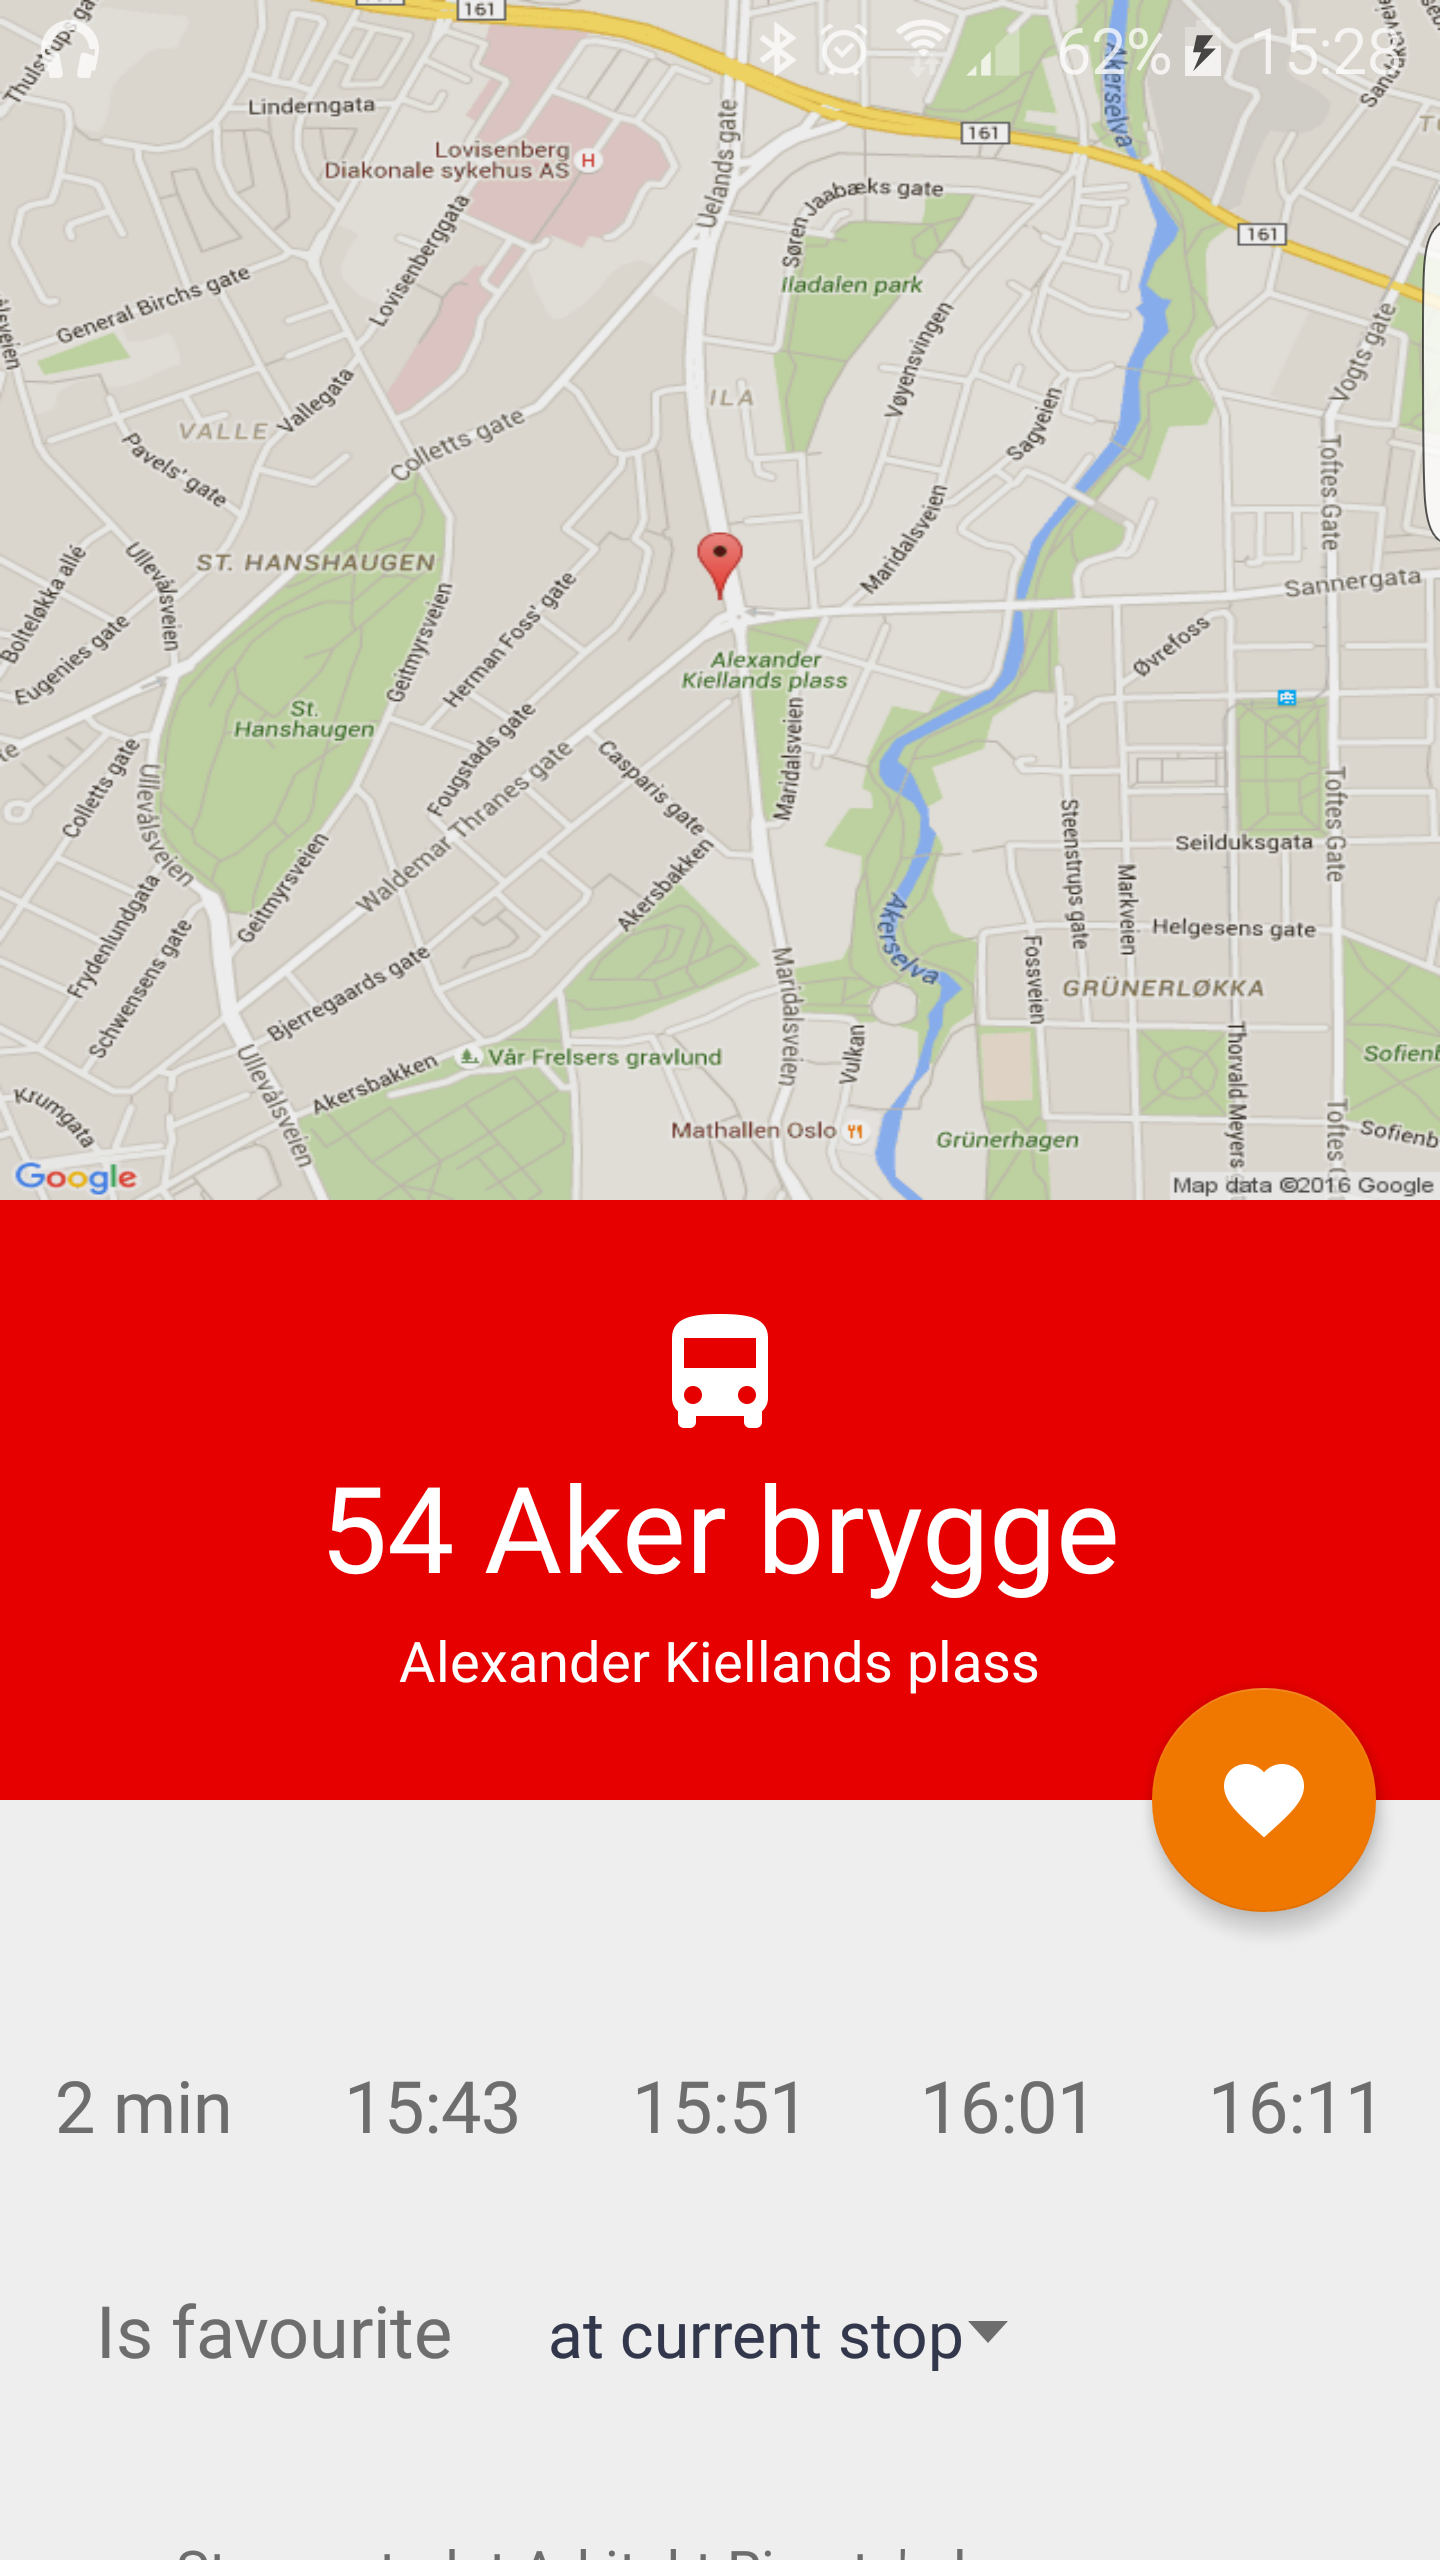 161
161
62%
15:28
Linderngata
Akerselva
Uelands gate
161
Lovisenberg
Diakonale sykehus AS
H
Søren Jaabæks gate
Lovisenberggata
161
General Birchs gate
Iladalen park
Vøyensvingen
Vogts gate
Vallegata
ILA
VALLE
Colletts gate
Sagveien
Pavels' gate
Toftes Gate
Maridalsveien
ST. HANSHAUGEN
Bolteløkka allé
Ullevålsveien
Sannergata
Herman Foss' gate
Geitmyrsveien
Eugenies gate
Øvrefoss
Alexander
Kiellands plass
St.
Hanshaugen
Fougstads gate
Maridalsveien
Casparis gate
Colletts gate
Ullevålsveien
Waldemar Thranes gate
Toftes Gate
Steenstrups gate
Seilduksgata
Akersbakken
Geitmyrsveien
Markveien
Frydenlundgata
Akerselva
Helgesens gate
Schwensens gate
Fossveien
Bjerregaards gate
GRÜNERLØKKA
Maridalsveien
Vulkan
Vår Frelsers gravlund
Akersbakken
Ullevålsveien
Krumgata
Thorvald Meyers
Mathallen Oslo
Grünerhagen
Google
Map data ©2016 Google
54 Aker brygge
Alexander Kiellands plass
2 min 15:43 15:51 16:01 16:11
Is favourite at current stop